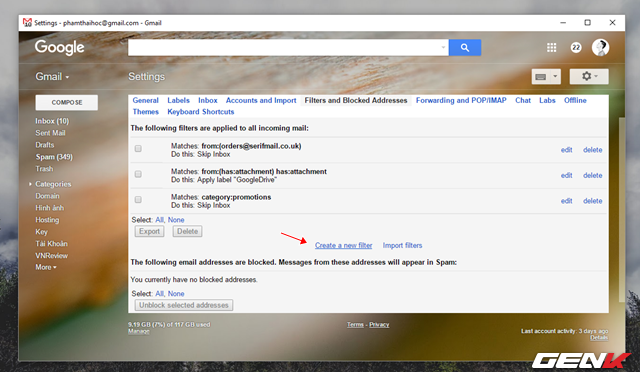 Settings - phamthaihoc@gmail.com - Gmail
Google
22
Gmail
Settings
COMPOSE
Inbox (10)
Sent Mail
Drafts
Spam (349)
Trash
Categories
Domain
Hình ảnh
Hosting
Key
Tài Khoản
VNReview
More
General Labels Inbox Accounts and Import Filters and Blocked Addresses Forwarding and POP/IMAP Chat Labs Offline
Themes Keyboard Shortcuts
The following filters are applied to all incoming mail:
Matches: from:(orders@serifmail.co.uk)
Do this: Skip Inbox
edit delete
Matches: from:(has:attachment) has:attachment
Do this: Apply label "GoogleDrive"
edit delete
Matches: category:promotions
Do this: Skip Inbox
edit delete
Select: All, None
Export Delete
Create a new filter Import filters
The following email addresses are blocked. Messages from these addresses will appear in Spam:
You currently have no blocked addresses.
Select: All, None
Unblock selected addresses
9.19 GB (7%) of 117 GB used
Manage
Terms - Privacy
Last account activity: 3 days ago
Details
GENK